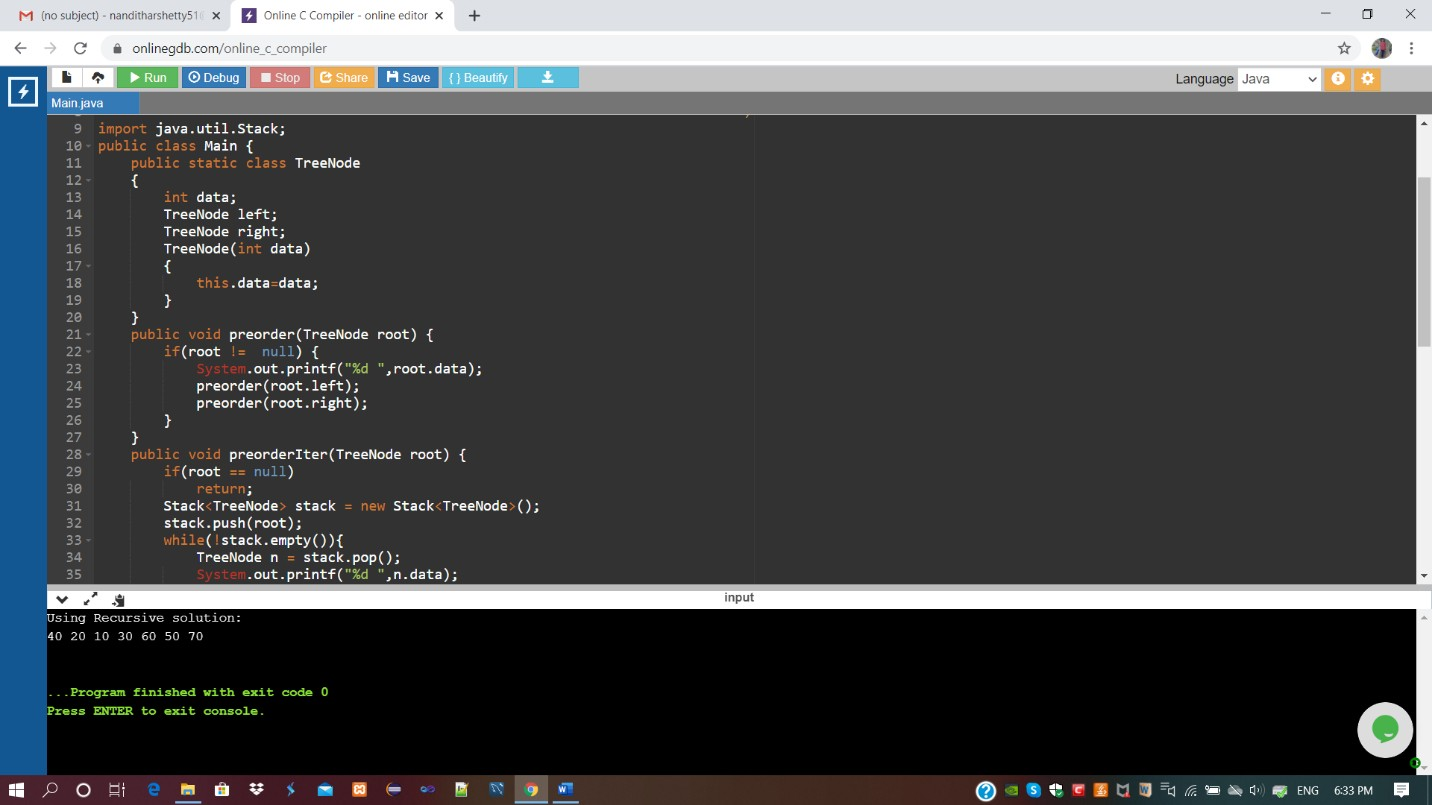 (no subject) - nanditharshetty51
Online C Compiler - online editor
onlinegdb.com/online_c_compiler
Run Debug Stop Share Save { } Beautify
Language Java
Main.java
9 import java.util.Stack;
10 public class Main {
11 public static class TreeNode
12 {
13 int data;
14 TreeNode left;
15 TreeNode right;
16 TreeNode(int data)
17 {
18 this.data=data;
19 }
20 }
21 public void preorder(TreeNode root) {
22 if(root !=  null) {
23 System.out.printf("%d ",root.data);
24 preorder(root.left);
25 preorder(root.right);
26 }
27 }
28 public void preorderIter(TreeNode root) {
29 if(root == null)
30 return;
31 Stack<TreeNode> stack = new Stack<TreeNode>();
32 stack.push(root);
33 while(!stack.empty()){
34 TreeNode n = stack.pop();
35 System.out.printf("%d ",n.data);
input
Using Recursive solution:
40 20 10 30 60 50 70
...Program finished with exit code 0
Press ENTER to exit console.
ENG 6:33 PM